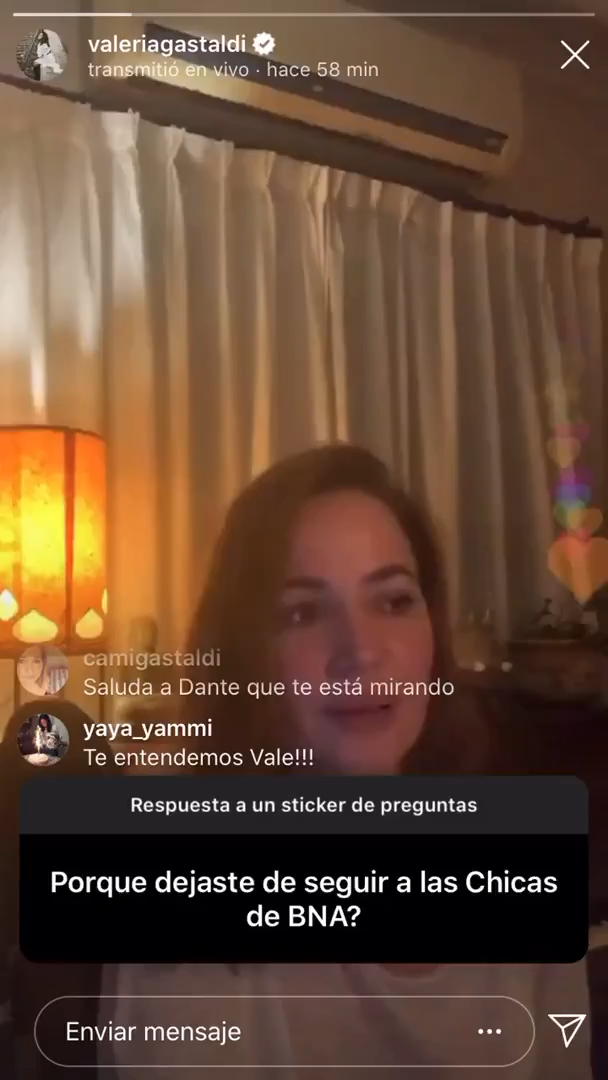 valeriagastaldi
transmitió en vivo · hace 58 min
camigastaldi
Saluda a Dante que te está mirando
yaya_yammi
Te entendemos Vale!!!
Respuesta a un sticker de preguntas
Porque dejaste de seguir a las Chicas
de BNA?
Enviar mensaje